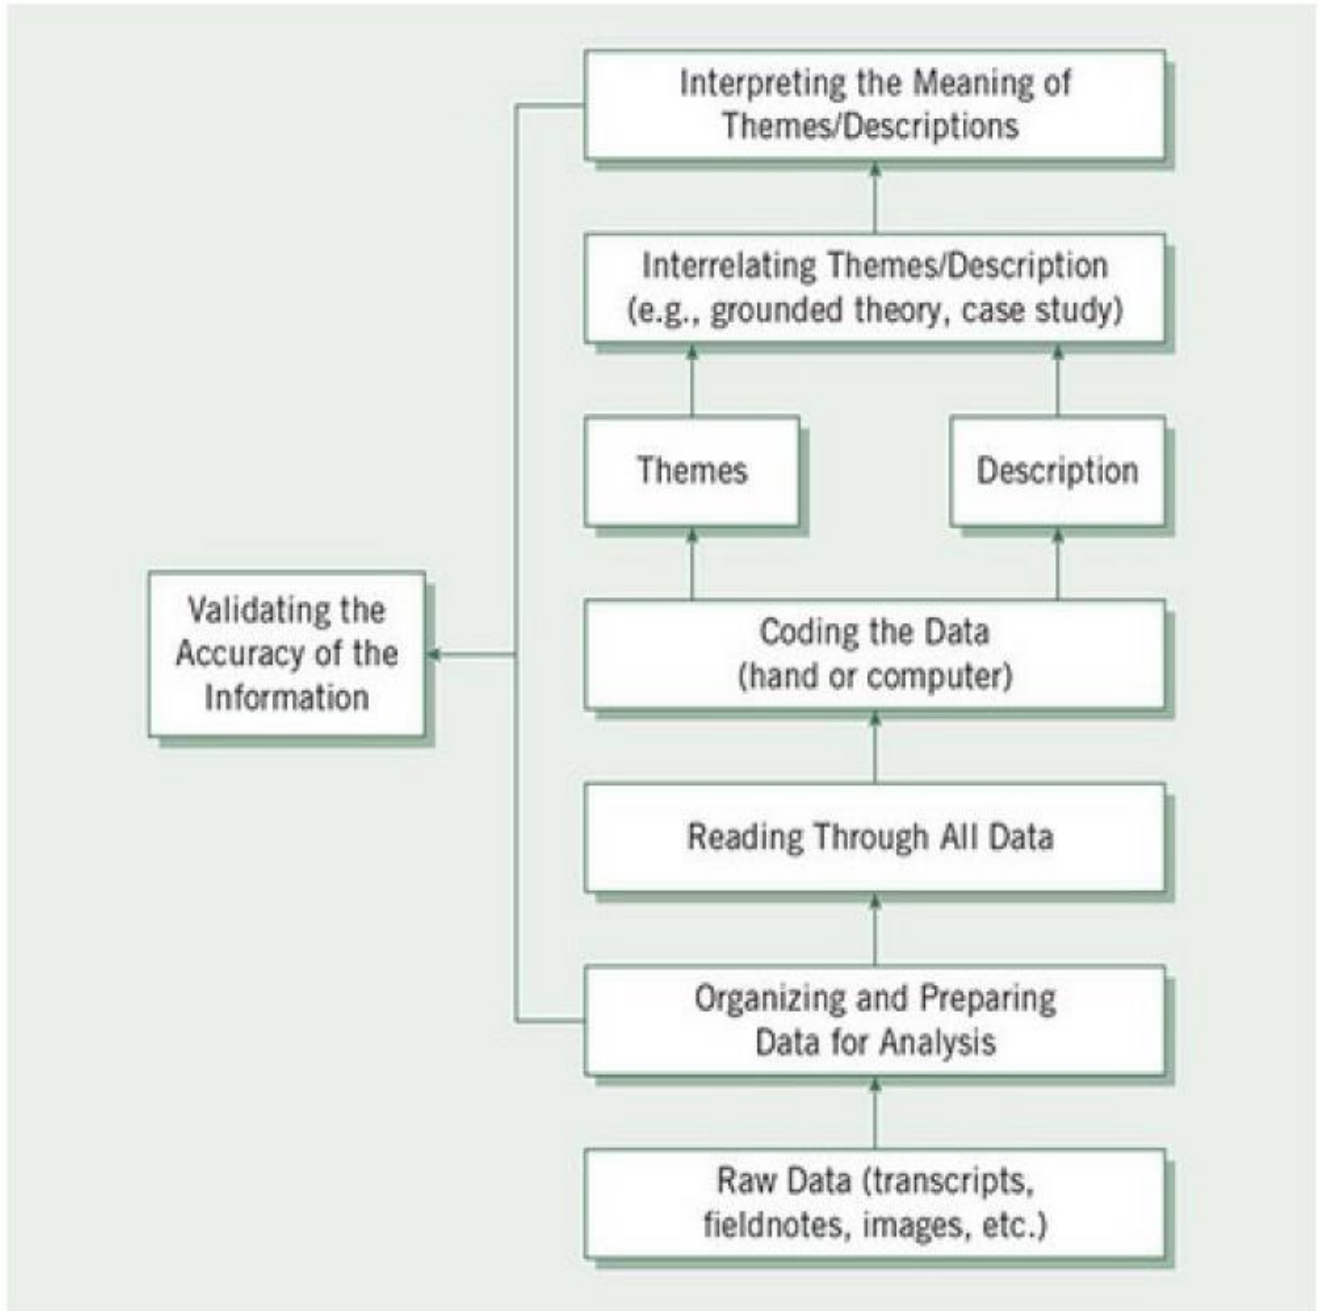 Interpreting the Meaning of
Themes/Descriptions
Interrelating Themes/Description
(e.g., grounded theory, case study)
Themes
Description
Validating the
Accuracy of the
Information
Coding the Data
(hand or computer)
Reading Through All Data
Organizing and Preparing
Data for Analysis
Raw Data (transcripts,
fieldnotes, images, etc.)